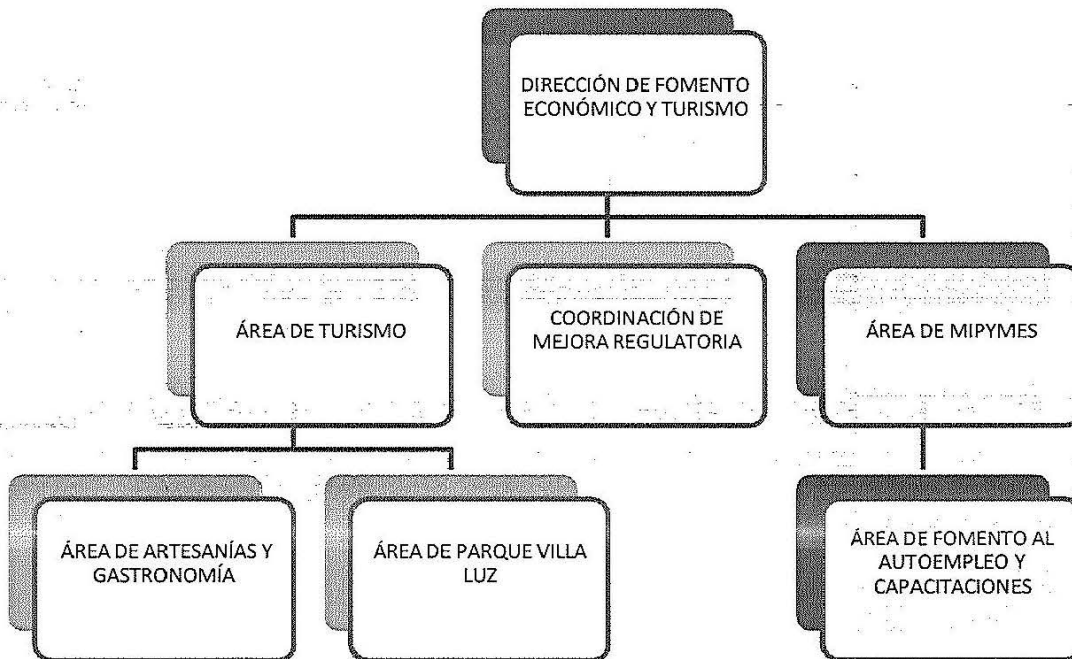 DIRECCIÓN DE FOMENTO
ECONÓMICO Y TURISMO
ÁREA DE TURISMO
COORDINACIÓN DE
MEJORA REGULATORIA
ÁREA DE MIPYMES
ÁREA DE ARTESANÍAS Y
GASTRONOMÍA
ÁREA DE PARQUE VILLA
LUZ
ÁREA DE FOMENTO AL
AUTOEMPLEO Y
CAPACITACIONES